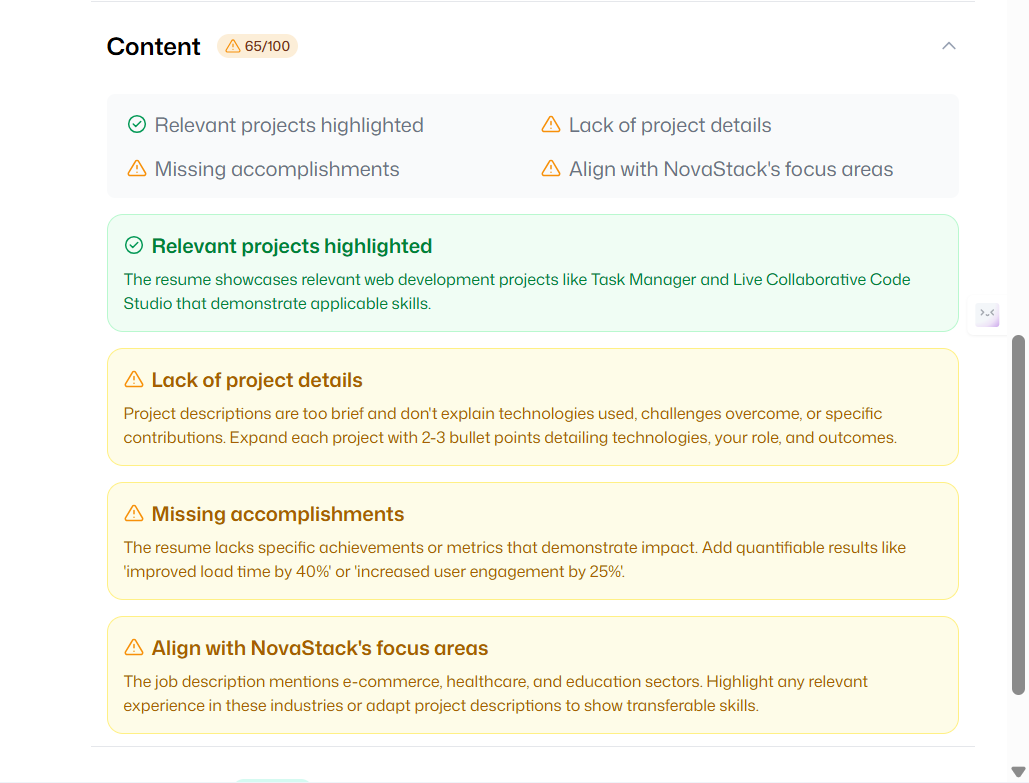 Content
65/100
Relevant projects highlighted
Lack of project details
Missing accomplishments
Align with NovaStack's focus areas
Relevant projects highlighted
The resume showcases relevant web development projects like Task Manager and Live Collaborative Code
Studio that demonstrate applicable skills.
Lack of project details
Project descriptions are too brief and don't explain technologies used, challenges overcome, or specific
contributions. Expand each project with 2-3 bullet points detailing technologies, your role, and outcomes.
Missing accomplishments
The resume lacks specific achievements or metrics that demonstrate impact. Add quantifiable results like
'improved load time by 40%' or 'increased user engagement by 25%'.
Align with NovaStack's focus areas
The job description mentions e-commerce, healthcare, and education sectors. Highlight any relevant
experience in these industries or adapt project descriptions to show transferable skills.